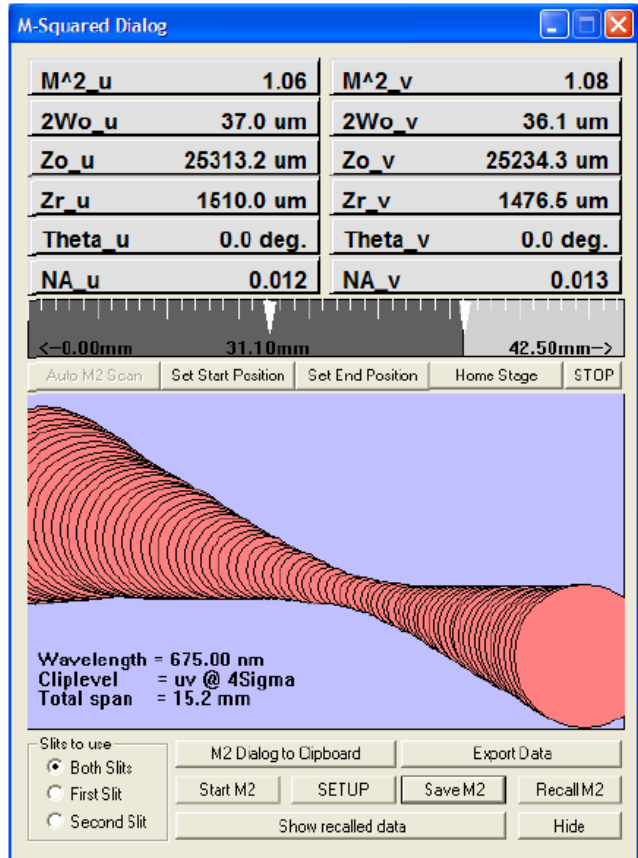 M-Squared Dialog
M^2_u 1.06 M^2_v 1.08
2Wo_u 37.0 um 2Wo_v 36.1 um
Zo_u 25313.2 um Zo_v 25234.3 um
Zr_u 1510.0 um Zr_v 1476.5 um
Theta_u 0.0 deg. Theta_v 0.0 deg.
NA_u 0.012 NA_v 0.013
<-0.00mm 31.10mm 42.50mm->
Auto M2 Scan Set Start Position Set End Position Home Stage STOP
Wavelength = 675.00 nm
Cliplevel = uv @ 4Sigma
Total span = 15.2 mm
Slits to use
M2 Dialog to Clipboard Export Data
Both Slits
First Slit Start M2 SETUP Save M2 Recall M2
Second Slit Show recalled data Hide